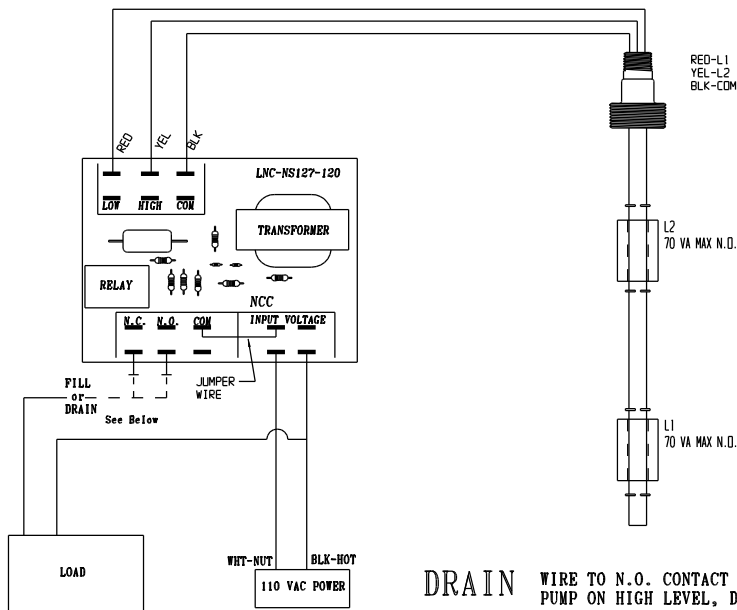 RED-L1
YEL-L2
BLK-COM
RED
YEL
BLK
LNC-NS127-120
LOW
HIGH
COM
TRANSFORMER
L2
70 VA MAX N.O.
RELAY
NCC
N.C.
N.O.
COM
INPUT VOLTAGE
FILL
or
DRAIN
JUMPER
WIRE
See Below
L1
70 VA MAX N.O.
LOAD
WHT-NUT
BLK-HOT
110 VAC POWER
DRAIN
WIRE TO N.O. CONTACT
PUMP ON HIGH LEVEL, D